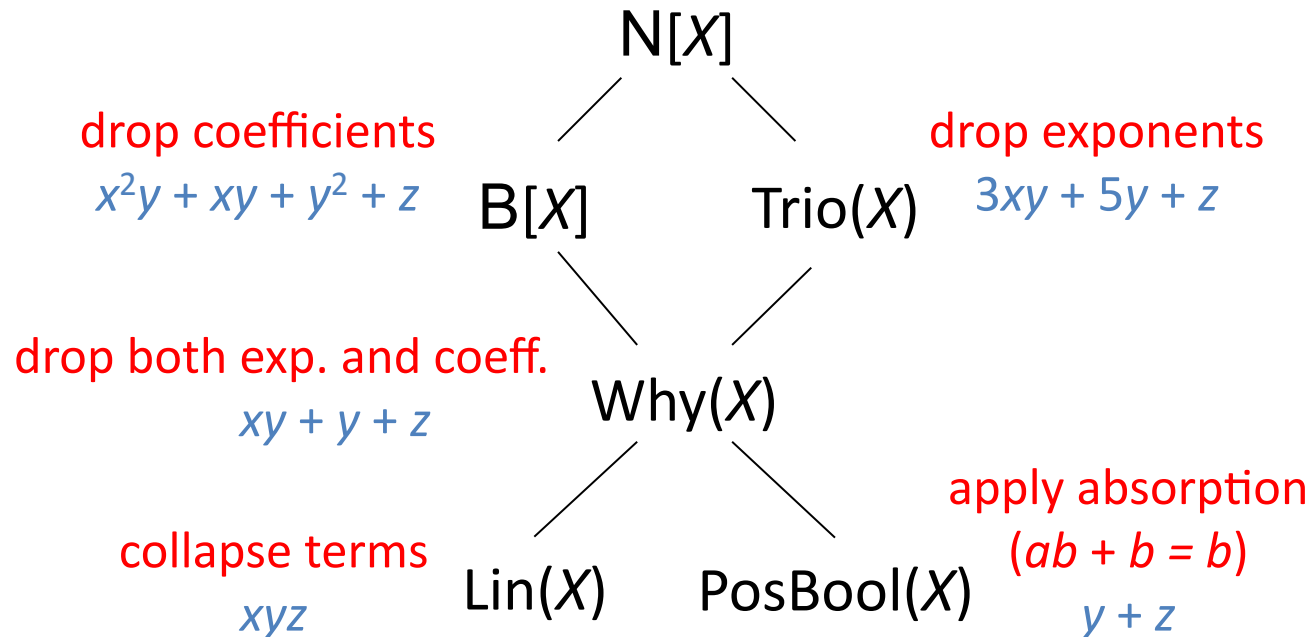 N[X]
drop coefficients
x²y + xy + y² + z
B[X]
Trio(X)
drop exponents
3xy + 5y + z
drop both exp. and coeff.
xy + y + z
Why(X)
collapse terms
xyz
Lin(X)
PosBool(X)
apply absorption
(ab + b = b)
y + z